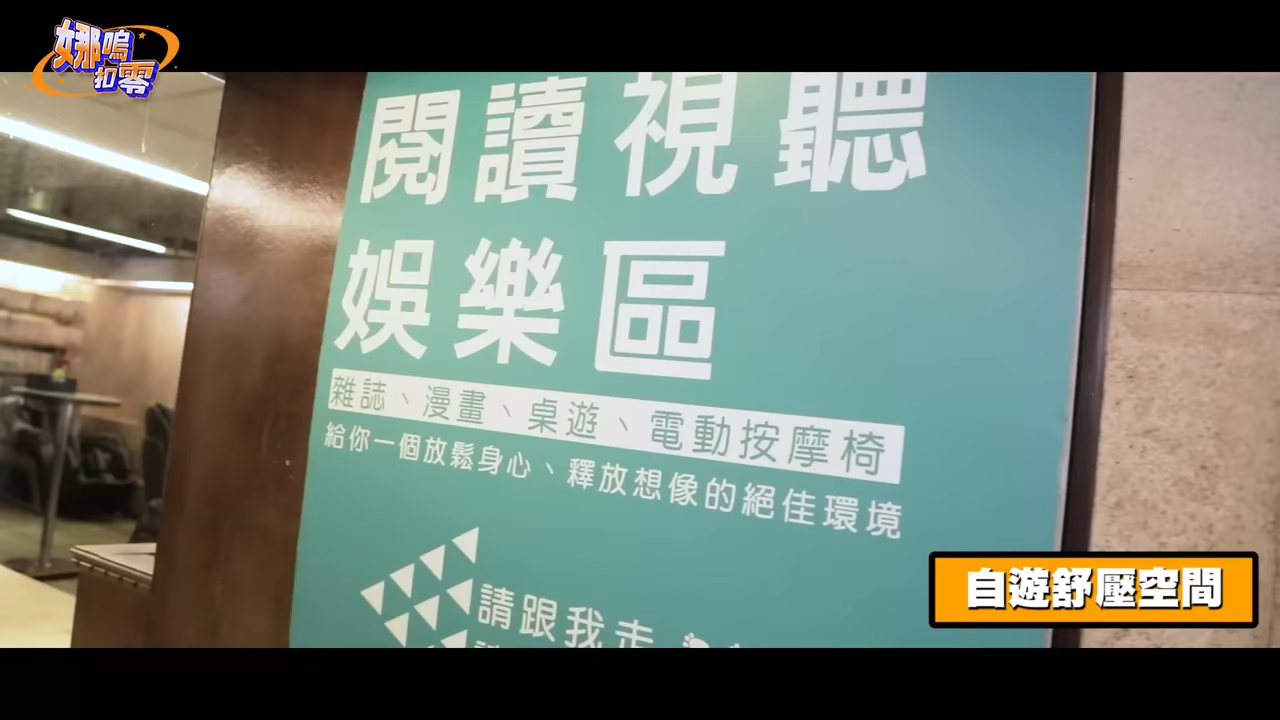 娜嗚
扣零
閱讀視聽
娛樂區
雜誌、漫畫、桌遊、電動按摩椅
給你一個放鬆身心、釋放想像的絕佳環境
請跟我走
自遊舒壓空間